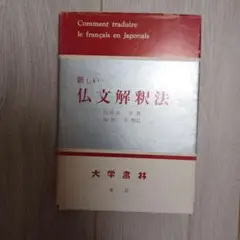 Comment traduire
le français en japonais
新しい
仏文解釈法
大学書林